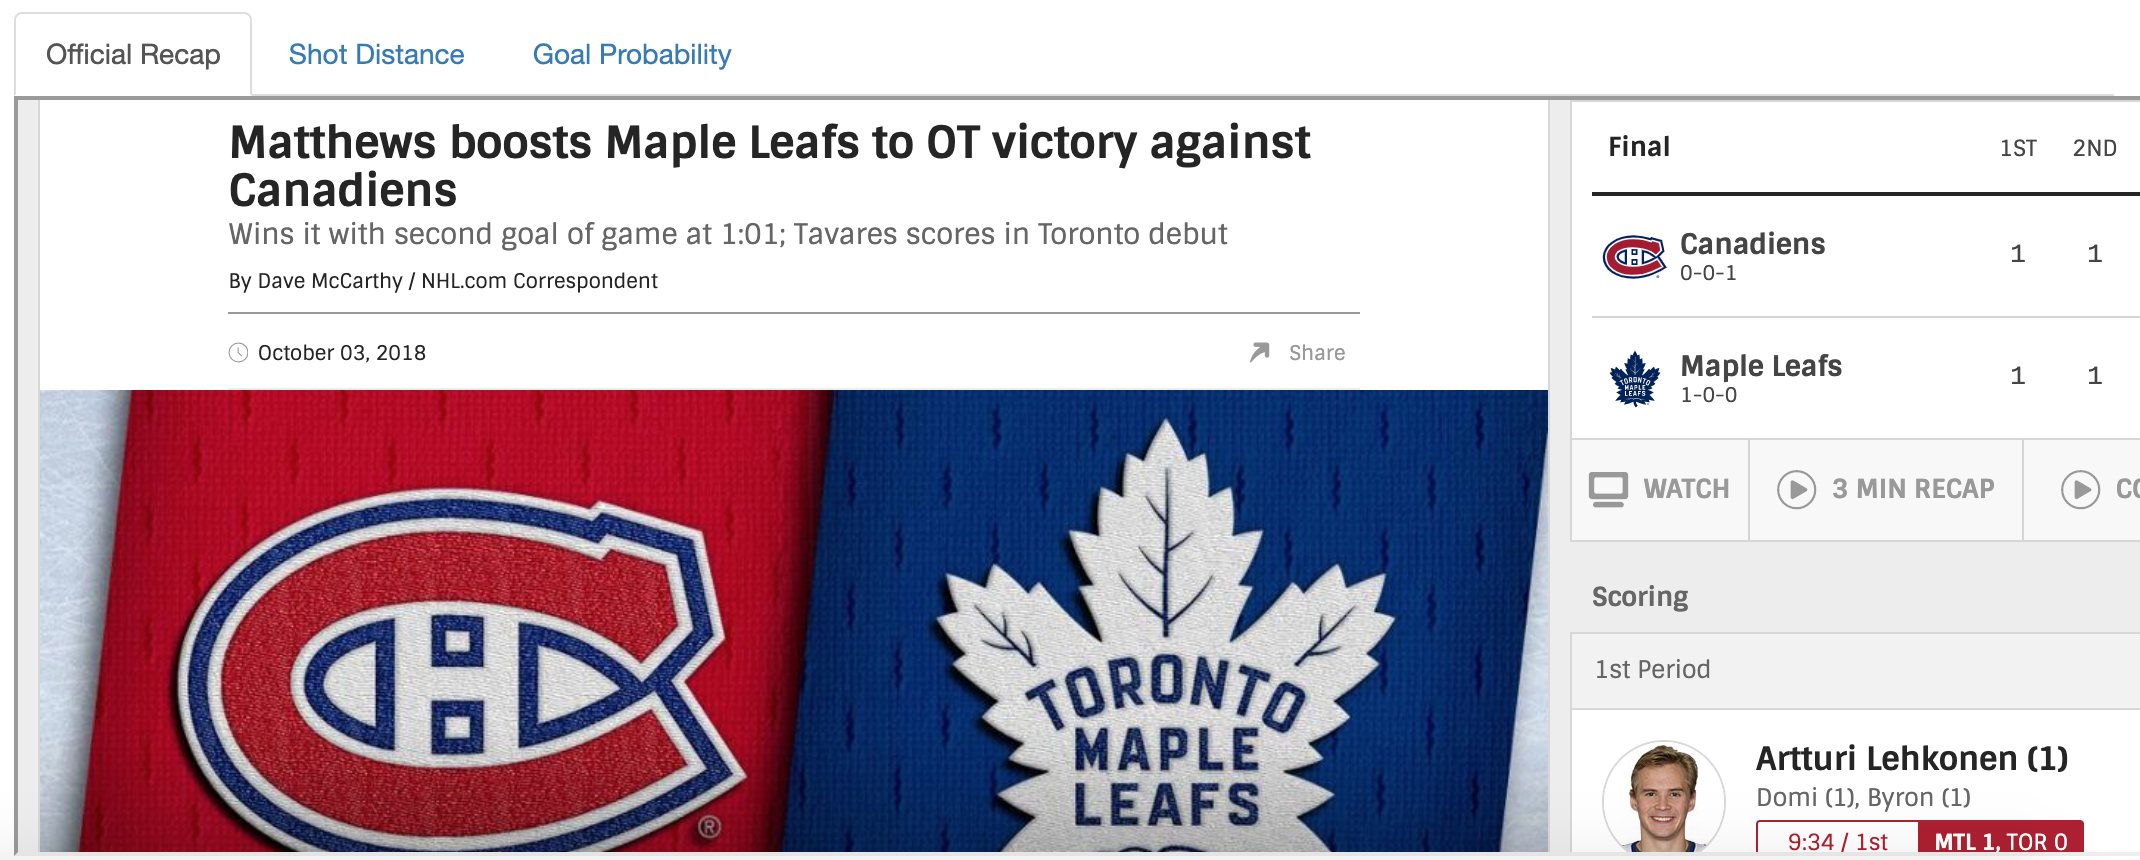 Official Recap
Shot Distance
Goal Probability
Matthews boosts Maple Leafs to OT victory against
Canadiens
Wins it with second goal of game at 1:01; Tavares scores in Toronto debut
By Dave McCarthy / NHL.com Correspondent
October 03, 2018
Share
TORONTO
MAPLE
LEAFS
®
Final 1ST 2ND
Canadiens 1 1
0-0-1
TORONTO
MAPLE
LEAFS
Maple Leafs 1 1
1-0-0
WATCH
3 MIN RECAP
Scoring
1st Period
Artturi Lehkonen (1)
Domi (1), Byron (1)
9:34 / 1st MTL 1, TOR 0